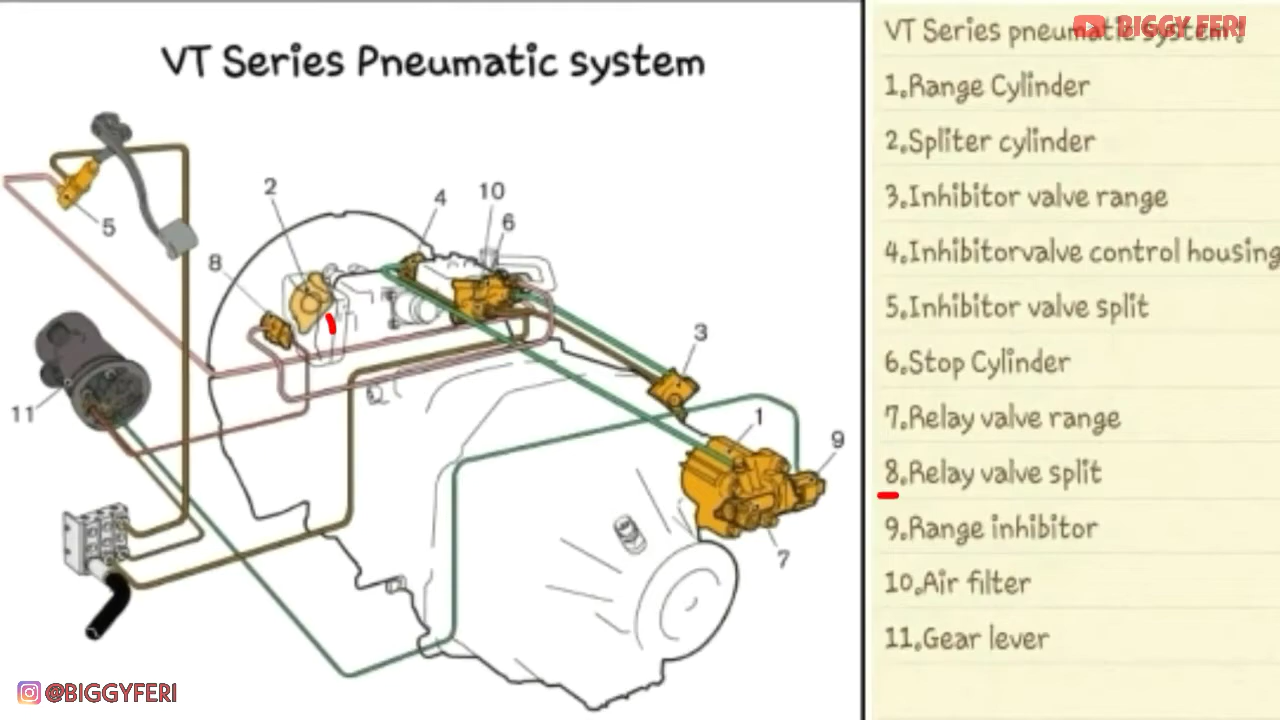 VT Series Pneumatic system
2
4
10
6
5
8
3
11
1
9
7
VT Series pneumatic system:
BIGGY FERI
1.Range Cylinder
2.Spliter cylinder
3.Inhibitor valve range
4.Inhibitorvalve control housing
5.Inhibitor valve split
6.Stop Cylinder
7.Relay valve range
8.Relay valve split
9.Range inhibitor
10.Air filter
11.Gear lever
@BIGGYFERI